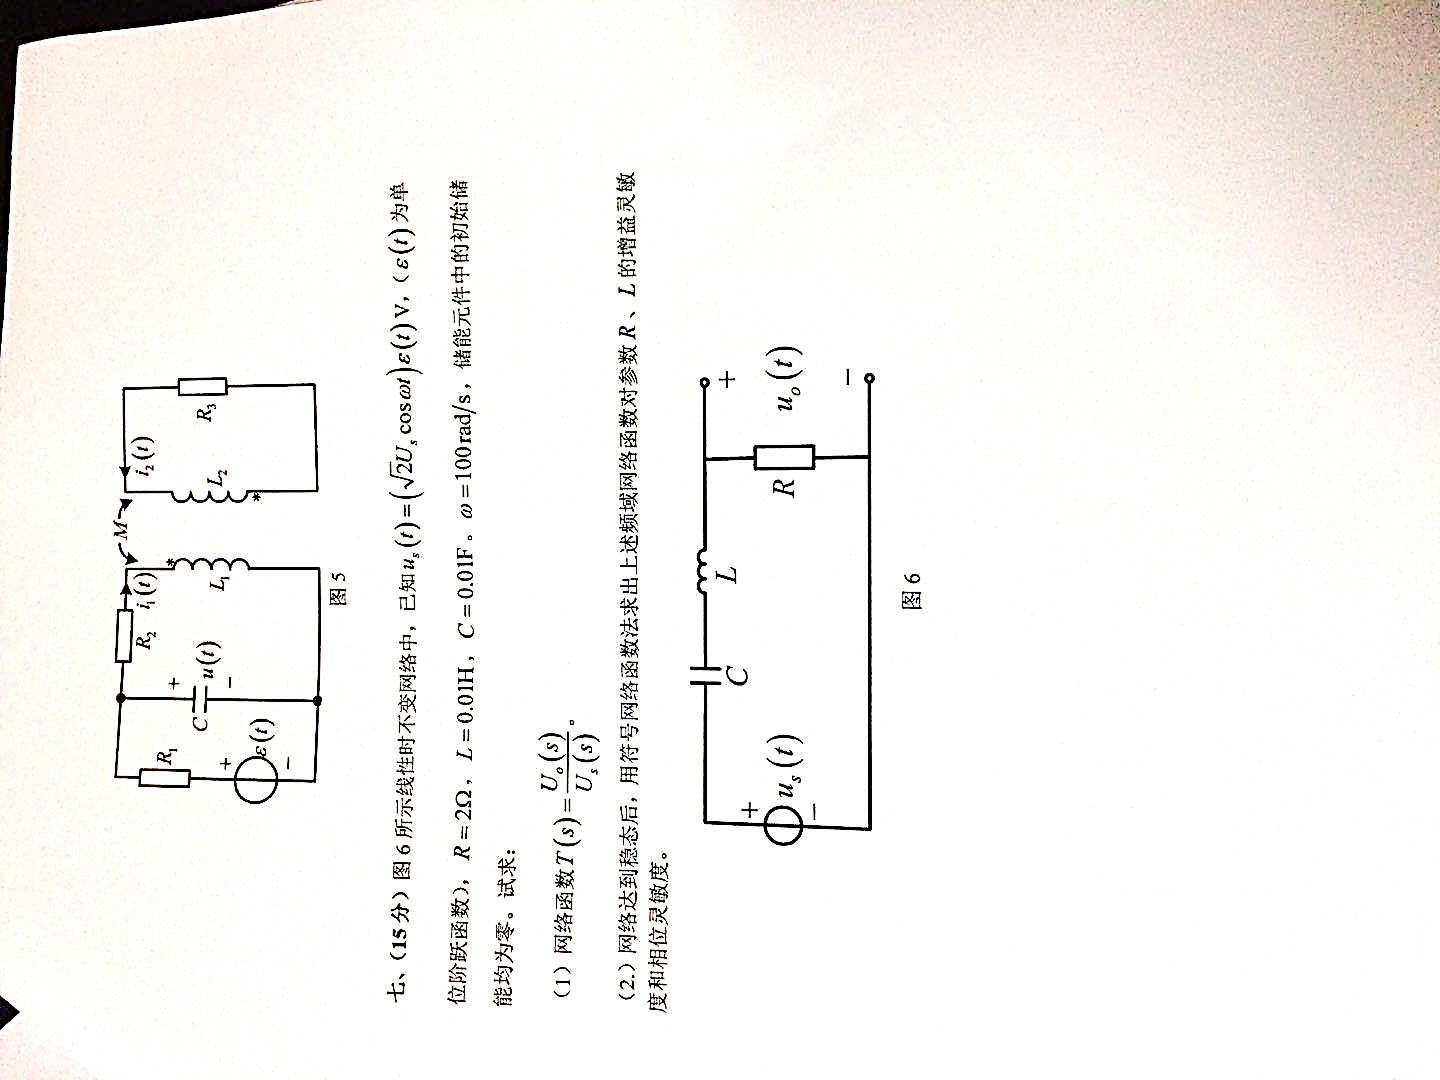 R₁
+
ε(t)
−
C
+
u(t)
−
R₂
i₁(t)
*
L₁
M
i₂(t)
L₂
*
R₃
图 5
七、（15 分）图 6 所示线性时不变网络中，已知 uₛ(t)=(√2Uₛ cosωt)ε(t)V，（ε(t) 为单
位阶跃函数），R=2Ω，L=0.01H，C=0.01F。ω=100rad/s，储能元件中的初始储
能均为零。试求：
（1）网络函数 T(s)=Uₒ(s)/Uₛ(s)。
（2.）网络达到稳态后，用符号网络函数法求出上述频域网络函数对参数 R、L 的增益灵敏
度和相位灵敏度。
+
uₛ(t)
−
C
L
R
+
uₒ(t)
−
图 6